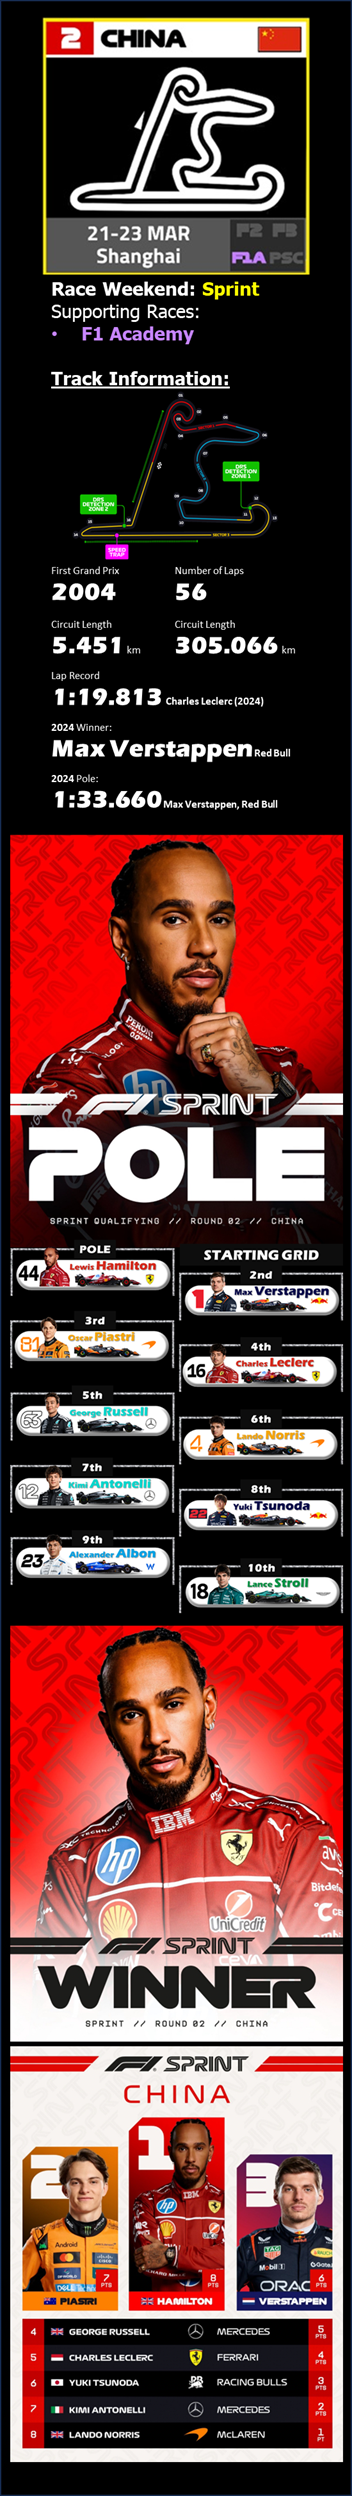 2 CHINA
21-23 MAR
Shanghai
F2 F3
F1A PSC
Race Weekend: Sprint
Supporting Races:
• F1 Academy
Track Information:
DRS DETECTION ZONE 1
DRS DETECTION ZONE 2
SPEED TRAP
First Grand Prix
Number of Laps
2004
56
Circuit Length
Circuit Length
5.451 km
305.066 km
Lap Record
1:19.813 Charles Leclerc (2024)
2024 Winner:
Max Verstappen Red Bull
2024 Pole:
1:33.660 Max Verstappen, Red Bull
PERONI
0.0%
hp
F1 SPRINT
POLE
SPRINT QUALIFYING // ROUND 02 // CHINA
POLE
STARTING GRID
44 Lewis Hamilton
2nd
1 Max Verstappen
3rd
81 Oscar Piastri
4th
16 Charles Leclerc
5th
63 George Russell
6th
4 Lando Norris
7th
12 Kimi Antonelli
8th
22 Yuki Tsunoda
9th
23 Alexander Albon
10th
18 Lance Stroll
IBM
hp
UniCredit
F1 SPRINT
WINNER
SPRINT // ROUND 02 // CHINA
F1 SPRINT
CHINA
2
1
3
7 PTS
8 PTS
6 PTS
PIASTRI
HAMILTON
VERSTAPPEN
4 GEORGE RUSSELL MERCEDES 5 PTS
5 CHARLES LECLERC FERRARI 4 PTS
6 YUKI TSUNODA RACING BULLS 3 PTS
7 KIMI ANTONELLI MERCEDES 2 PTS
8 LANDO NORRIS McLAREN 1 PT